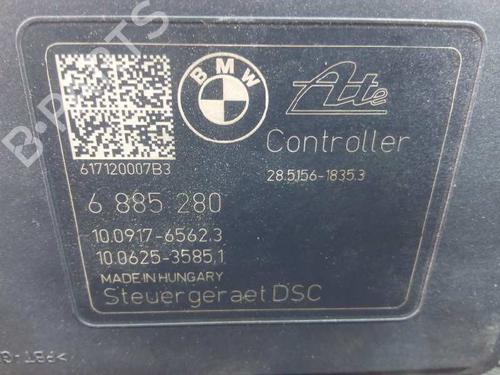 B-PARTS
BMW
Ate
Controller
617120007B3
28.5156-1835.3
6 885 280
10.0917-6562.3
10.0625-3585.1
MADE IN HUNGARY
Steuergeraet DSC